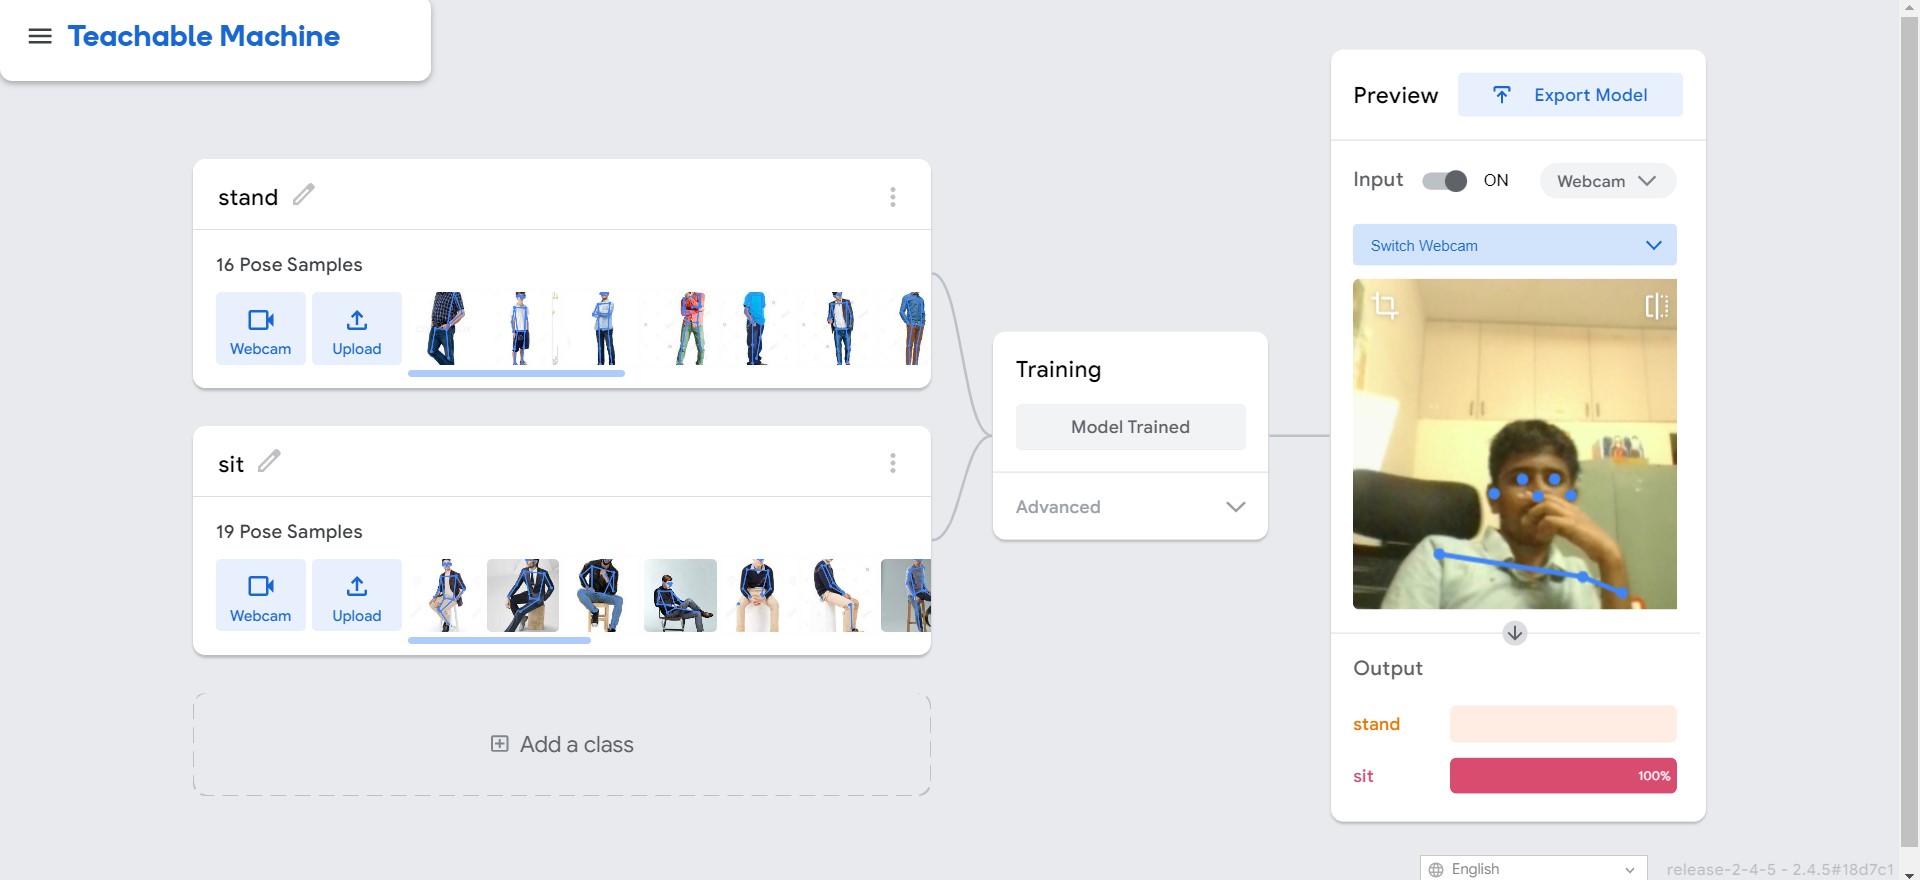 Teachable Machine
stand
16 Pose Samples
Webcam
Upload
sit
19 Pose Samples
Webcam
Upload
Add a class
Training
Model Trained
Advanced
Preview
Export Model
Input
ON
Webcam
Switch Webcam
Output
stand
sit
100%
English
release-2-4-5 - 2.4.5#18d7c1